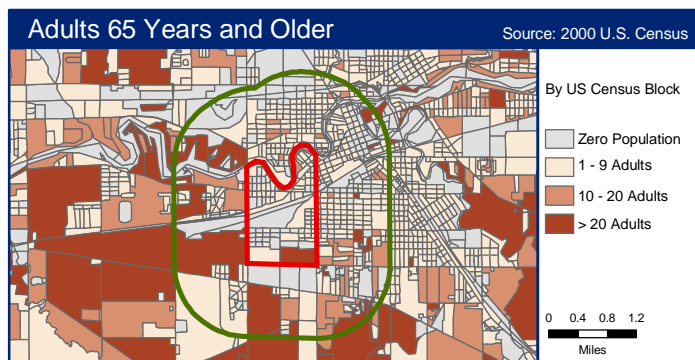 Adults 65 Years and Older
Source: 2000 U.S. Census
By US Census Block
Zero Population
1 - 9 Adults
10 - 20 Adults
> 20 Adults
0 0.4 0.6 1.2
Miles